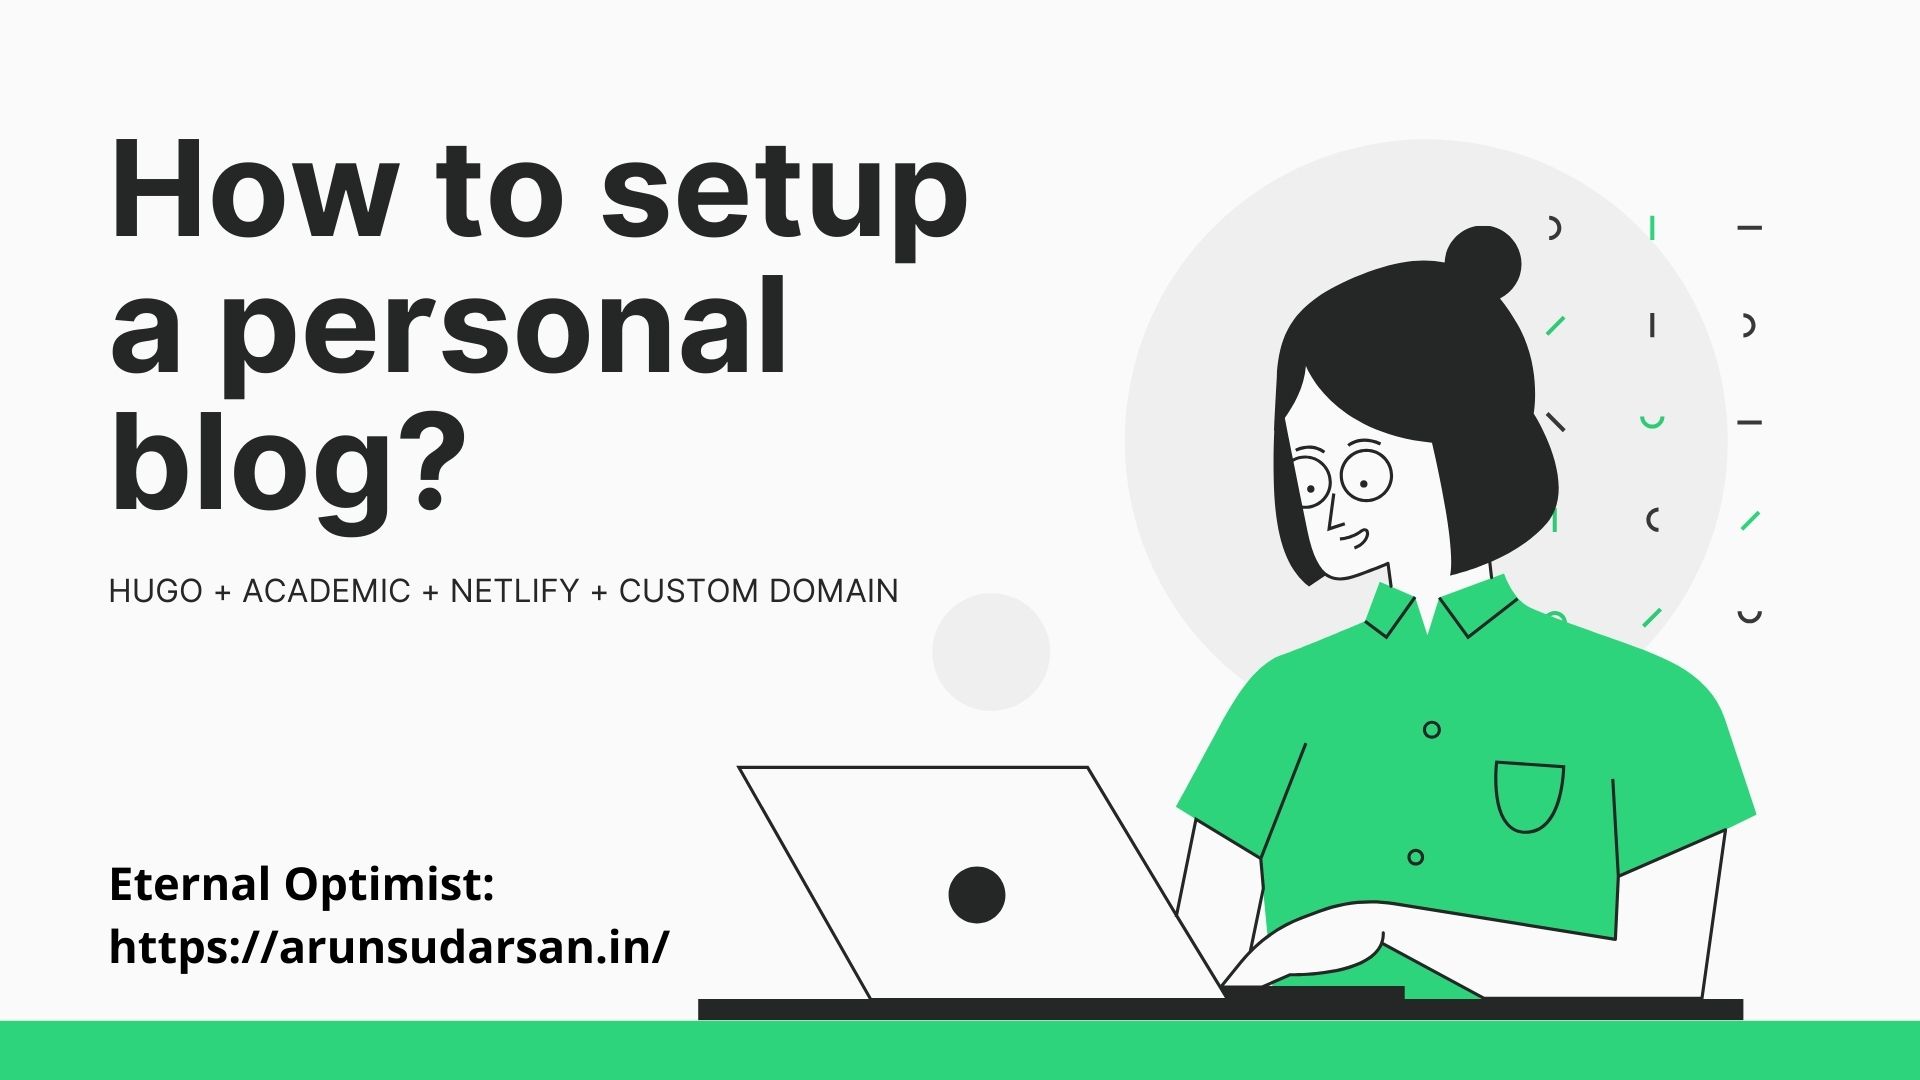 How to setup
a personal
blog?
HUGO + ACADEMIC + NETLIFY + CUSTOM DOMAIN
Eternal Optimist:
https://arunsudarsan.in/